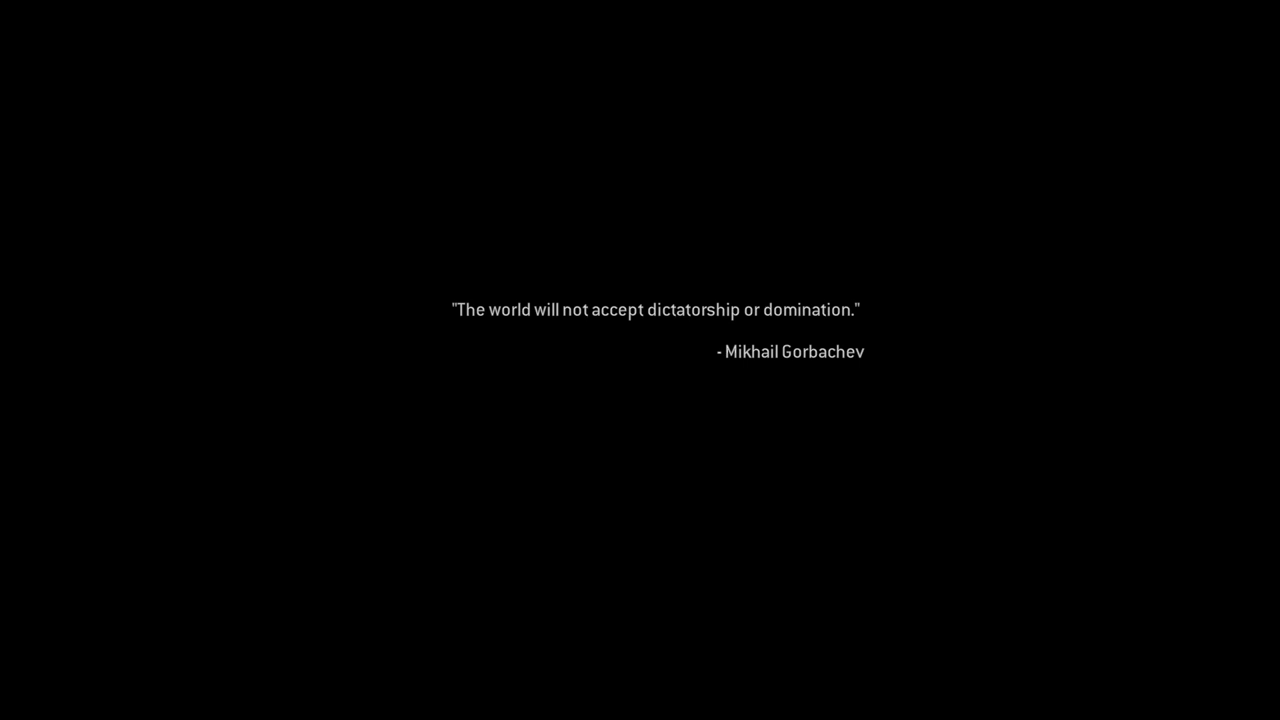 "The world will not accept dictatorship or domination."
- Mikhail Gorbachev